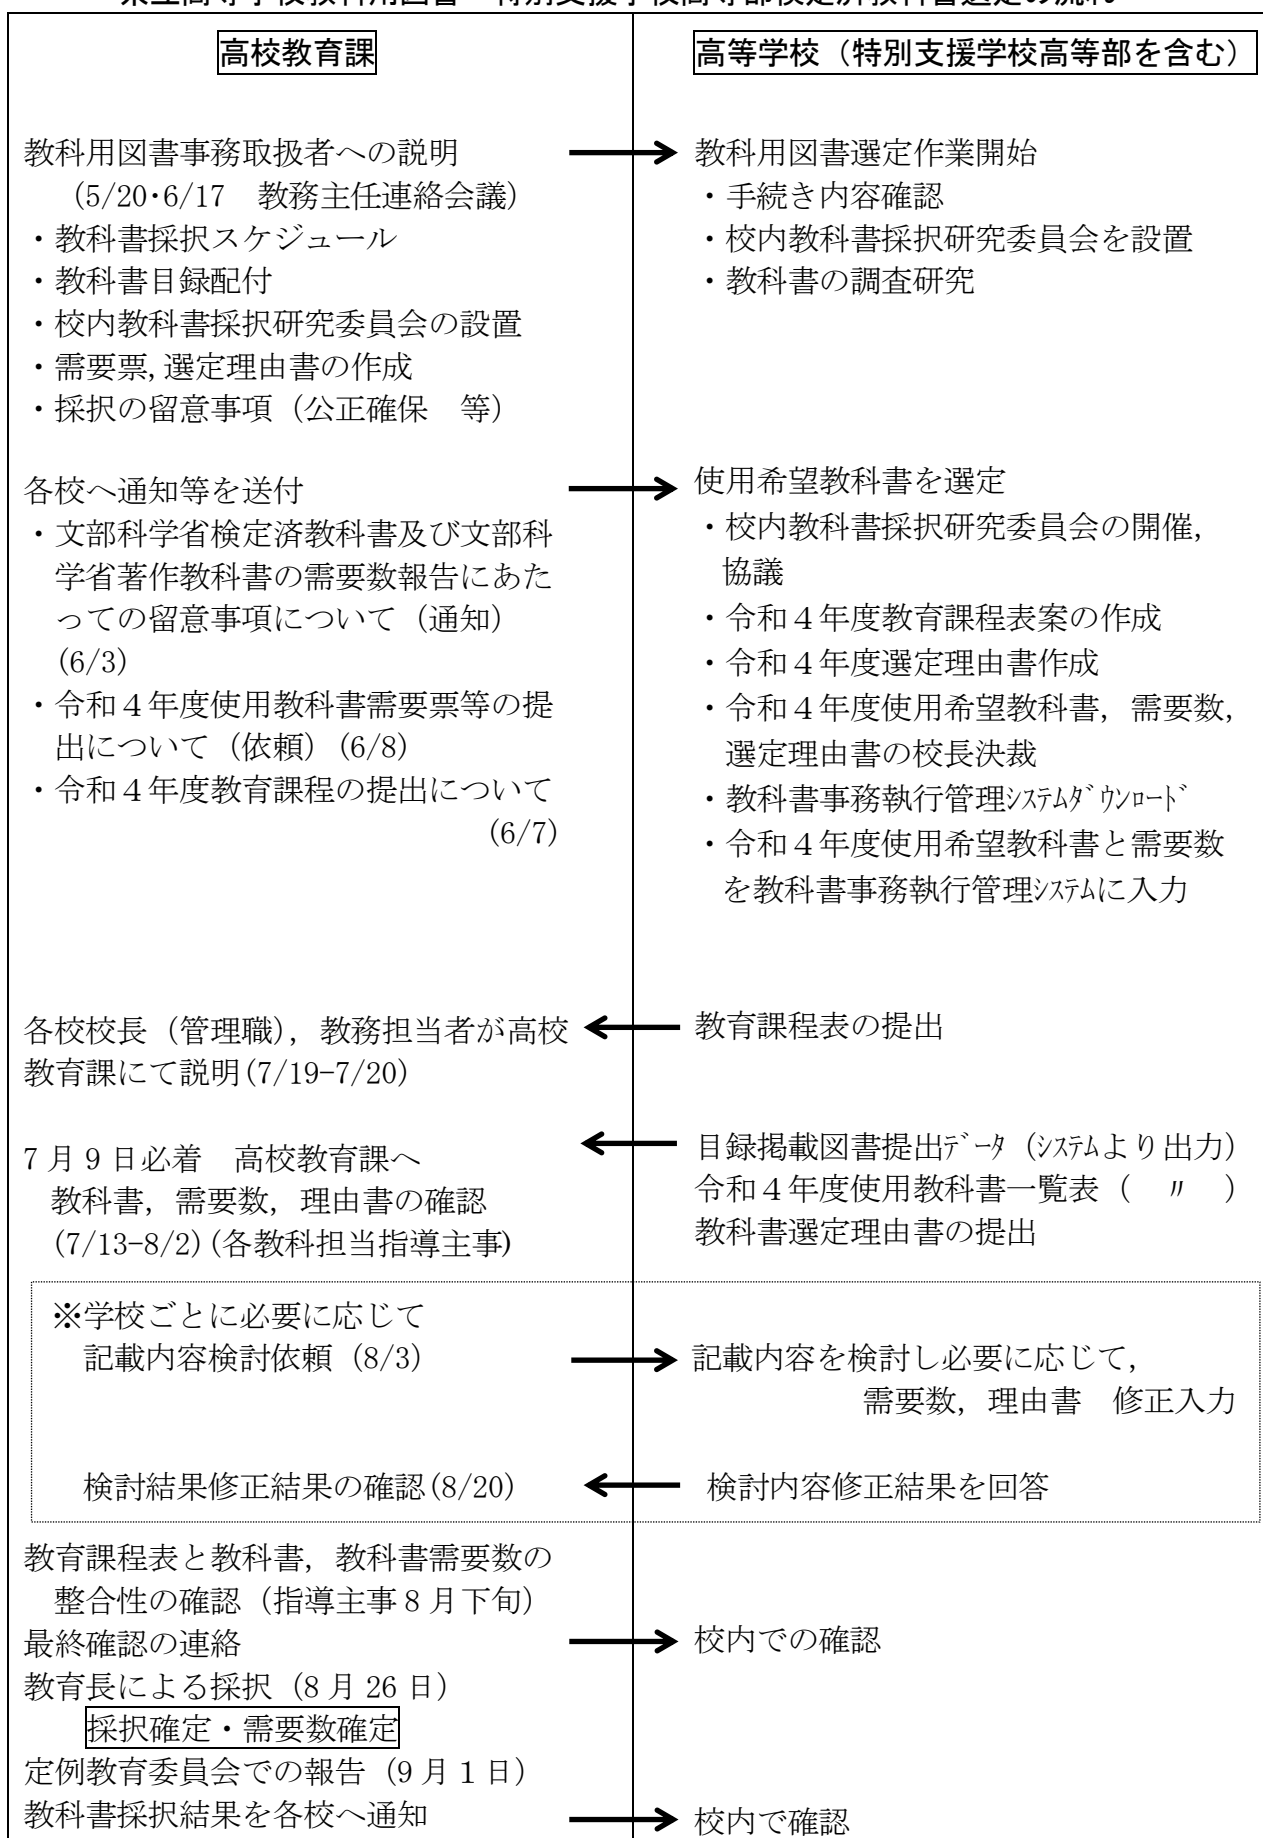 高校教育課
高等学校（特別支援学校高等部を含む）
教科用図書事務取扱者への説明
(5/20･6/17　教務主任連絡会議)
・教科書採択スケジュール
・教科書目録配付
・校内教科書採択研究委員会の設置
・需要票,選定理由書の作成
・採択の留意事項（公正確保　等）
教科用図書選定作業開始
・手続き内容確認
・校内教科書採択研究委員会を設置
・教科書の調査研究
各校へ通知等を送付
・文部科学省検定済教科書及び文部科
学省著作教科書の需要数報告にあた
っての留意事項について（通知）
(6/3)
・令和４年度使用教科書需要票等の提
出について（依頼）(6/8)
・令和４年度教育課程の提出について
(6/7)
使用希望教科書を選定
・校内教科書採択研究委員会の開催，
協議
・令和４年度教育課程表案の作成
・令和４年度選定理由書作成
・令和４年度使用希望教科書，需要数，
選定理由書の校長決裁
・教科書事務執行管理ｼｽﾃﾑﾀﾞｳﾝﾛｰﾄﾞ
・令和４年度使用希望教科書と需要数
を教科書事務執行管理ｼｽﾃﾑに入力
各校校長（管理職），教務担当者が高校
教育課にて説明(7/19-7/20)
教育課程表の提出
7月9日必着　高校教育課へ
教科書，需要数，理由書の確認
(7/13-8/2)(各教科担当指導主事)
目録掲載図書提出ﾃﾞｰﾀ（ｼｽﾃﾑより出力）
令和４年度使用教科書一覧表（　〃　）
教科書選定理由書の提出
※学校ごとに必要に応じて
記載内容検討依頼（8/3）
記載内容を検討し必要に応じて，
需要数，理由書　修正入力
検討結果修正結果の確認(8/20)
検討内容修正結果を回答
教育課程表と教科書，教科書需要数の
整合性の確認（指導主事8月下旬）
最終確認の連絡
校内での確認
教育長による採択（8月26日）
採択確定・需要数確定
定例教育委員会での報告（9月１日）
教科書採択結果を各校へ通知
校内で確認